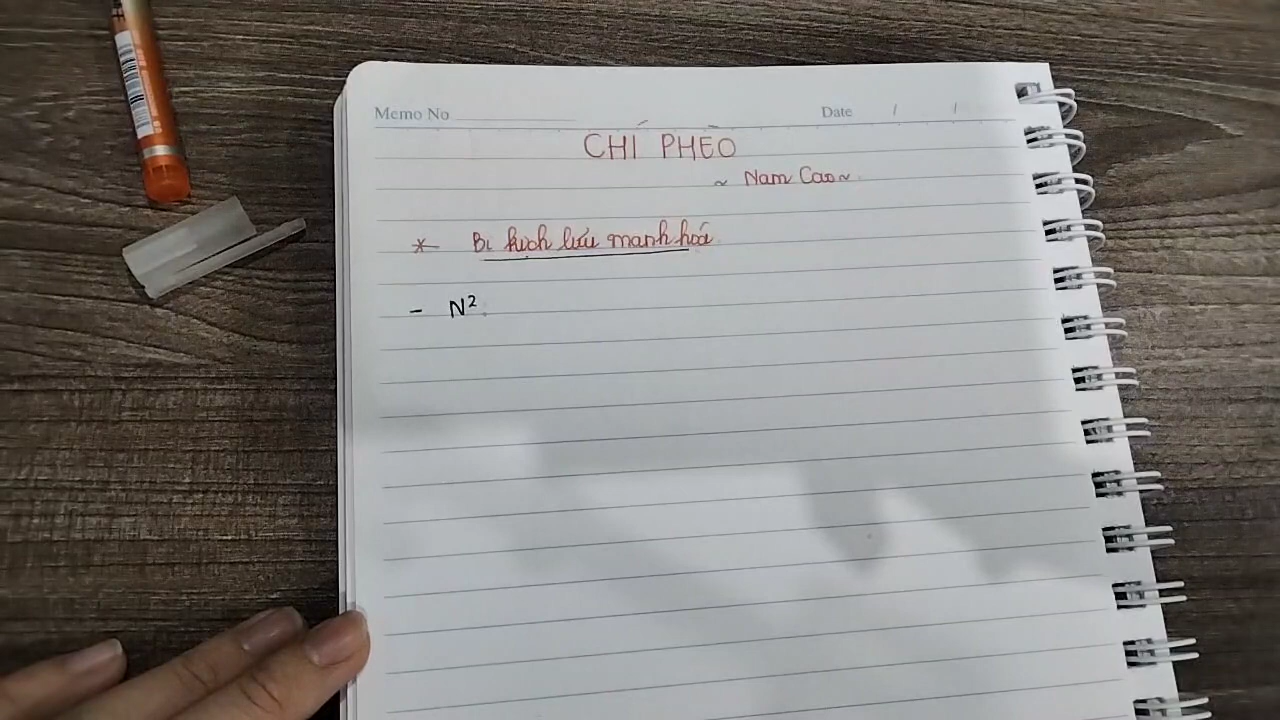 Memo No
Date / /
CHÍ PHÈO
~ Nam Cao ~
* Bi kịch lưu manh hoá
- N²: